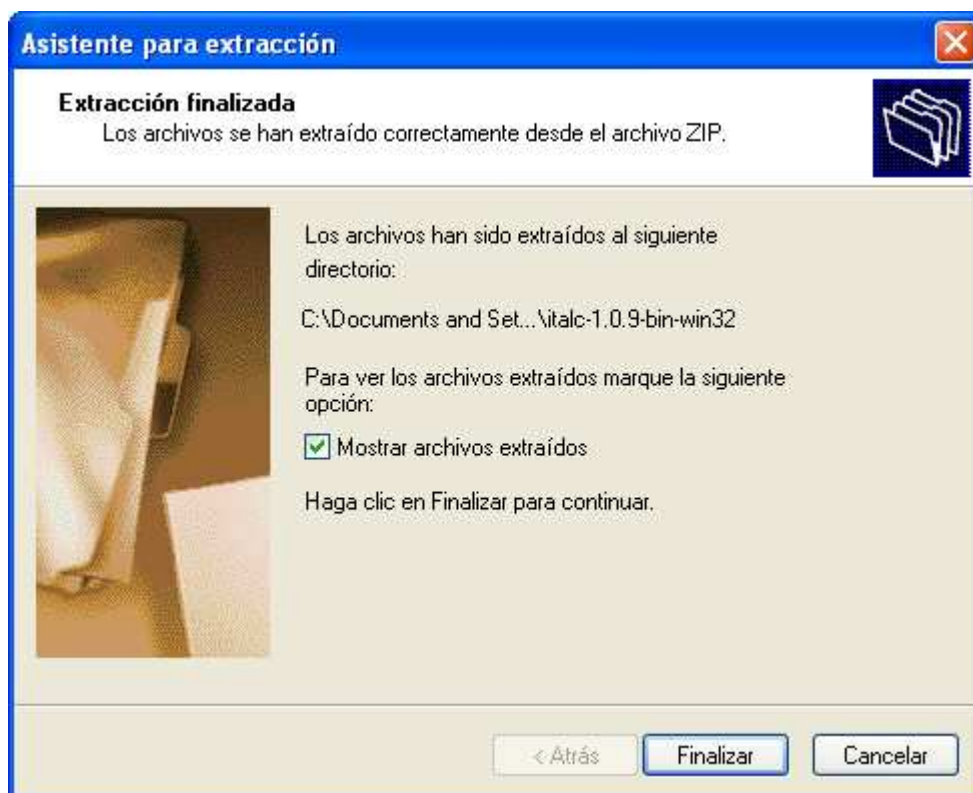 Asistente para extracción
Extracción finalizada
Los archivos se han extraído correctamente desde el archivo ZIP.
Los archivos han sido extraídos al siguiente
directorio:
C:\Documents and Set...\italc-1.0.9-bin-win32
Para ver los archivos extraídos marque la siguiente
opción:
Mostrar archivos extraídos
Haga clic en Finalizar para continuar.
< Atrás
Finalizar
Cancelar